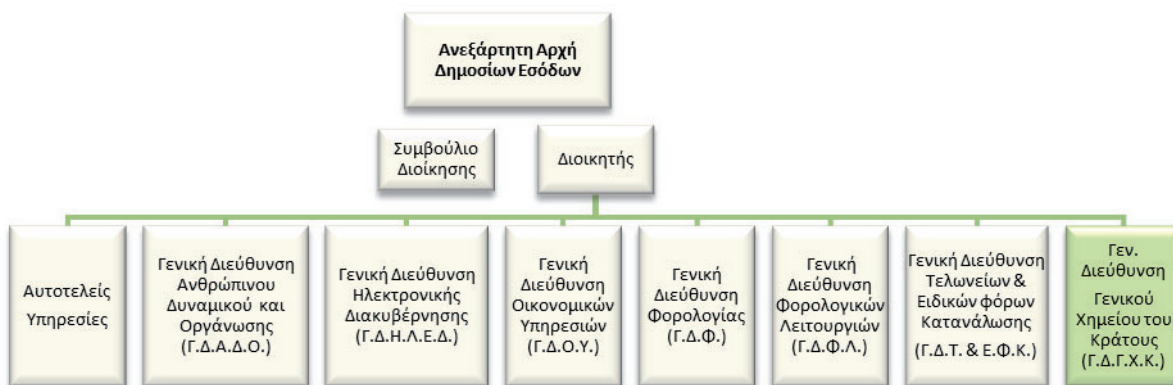 Ανεξάρτητη Αρχή
Δημοσίων Εσόδων
Συμβούλιο
Διοίκησης
Διοικητής
Αυτοτελείς
Υπηρεσίες
Γενική Διεύθυνση
Ανθρώπινου
Δυναμικού και
Οργάνωσης
(Γ.Δ.Α.Δ.Ο.)
Γενική Διεύθυνση
Ηλεκτρονικής
Διακυβέρνησης
(Γ.Δ.Η.Λ.Ε.Δ.)
Γενική
Διεύθυνση
Οικονομικών
Υπηρεσιών
(Γ.Δ.Ο.Υ.)
Γενική
Διεύθυνση
Φορολογίας
(Γ.Δ.Φ.)
Γενική
Διεύθυνση
Φορολογικών
Λειτουργιών
(Γ.Δ.Φ.Λ.)
Γενική Διεύθυνση
Τελωνείων &
Ειδικών φόρων
Κατανάλωσης
(Γ.Δ.Τ. & Ε.Φ.Κ.)
Γεν.
Διεύθυνση
Γενικού
Χημείου του
Κράτους
(Γ.Δ.Γ.Χ.Κ.)